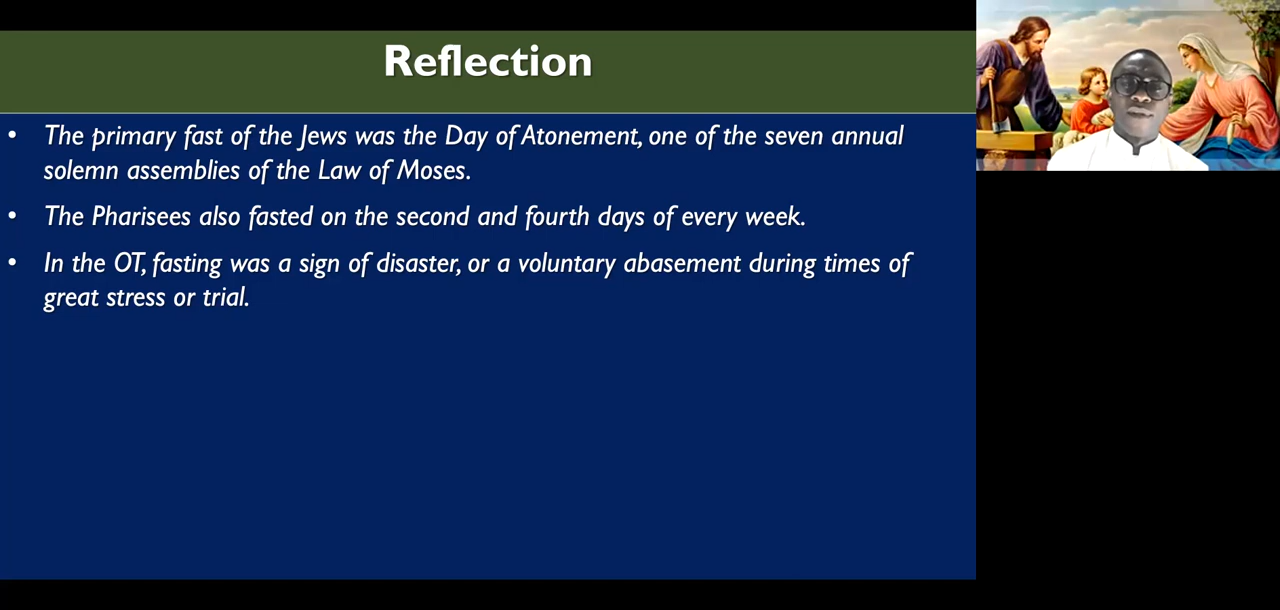 Reflection
• The primary fast of the Jews was the Day of Atonement, one of the seven annual
solemn assemblies of the Law of Moses.
• The Pharisees also fasted on the second and fourth days of every week.
• In the OT, fasting was a sign of disaster, or a voluntary abasement during times of
great stress or trial.